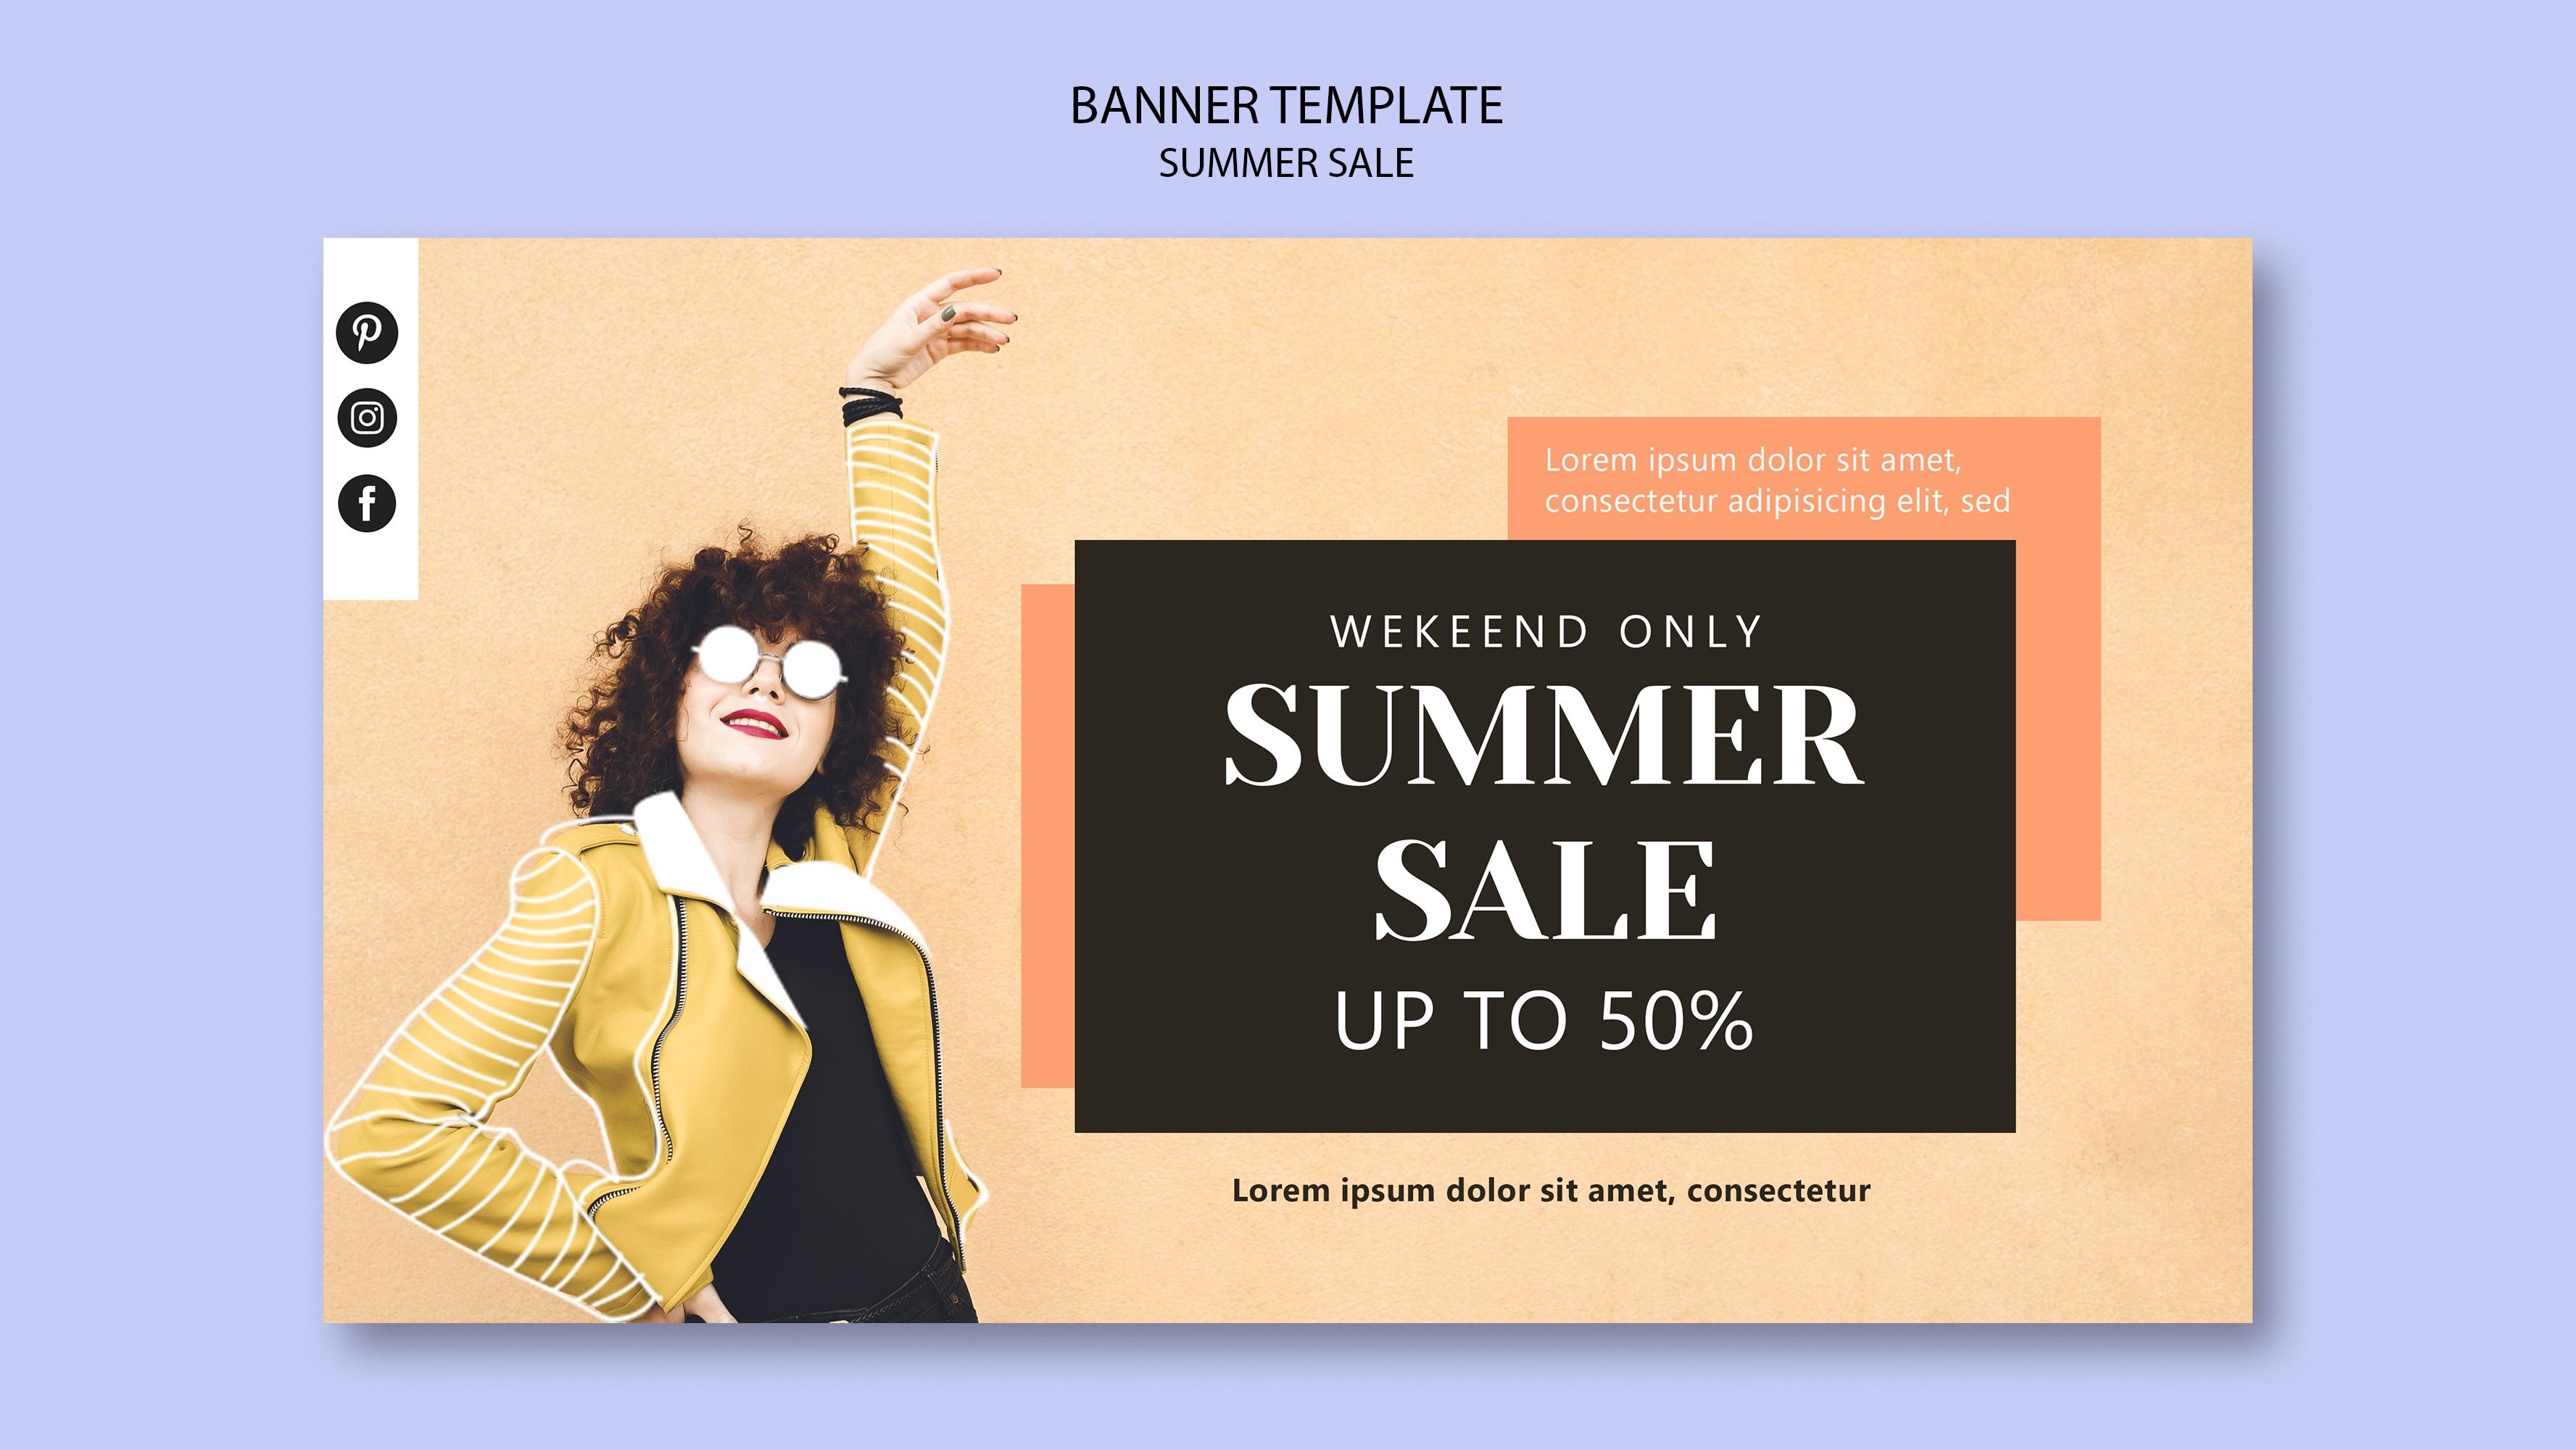 BANNER TEMPLATE
SUMMER SALE
Lorem ipsum dolor sit amet,
consectetur adipisicing elit, sed
WEKEEND ONLY
SUMMER
SALE
UP TO 50%
Lorem ipsum dolor sit amet, consectetur